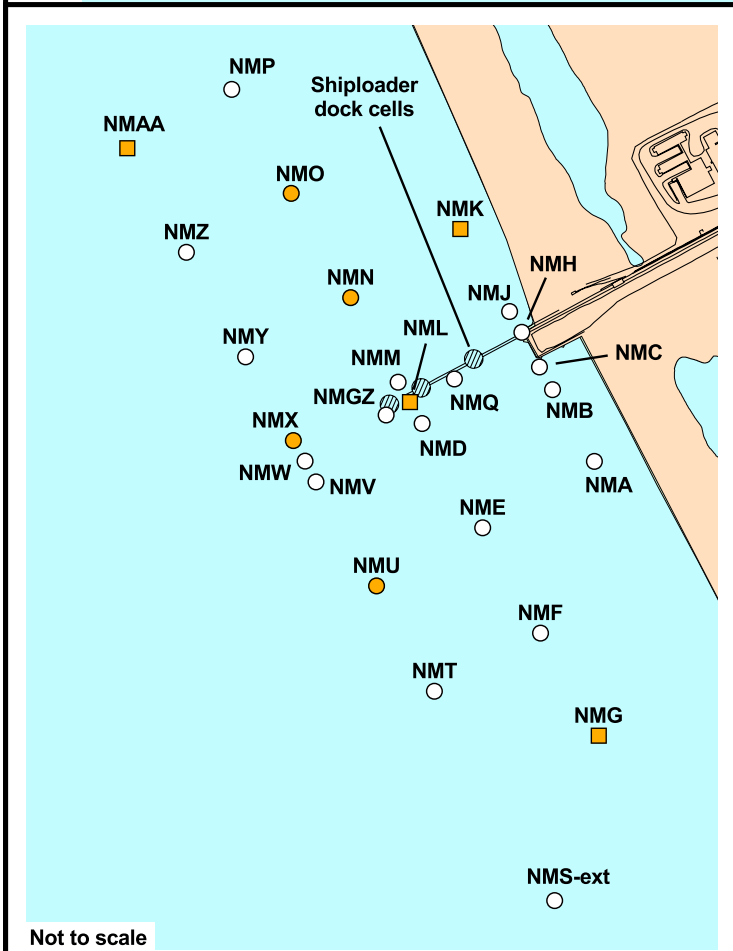 NMP
Shiploader
dock cells
NMAA
NMO
NMK
NMZ
NMH
NMN
NMJ
NML
NMY
NMM
NMC
NMGZ
NMQ
NMB
NMX
NMD
NMW
NMV
NMA
NME
NMU
NMF
NMT
NMG
NMS-ext
Not to scale